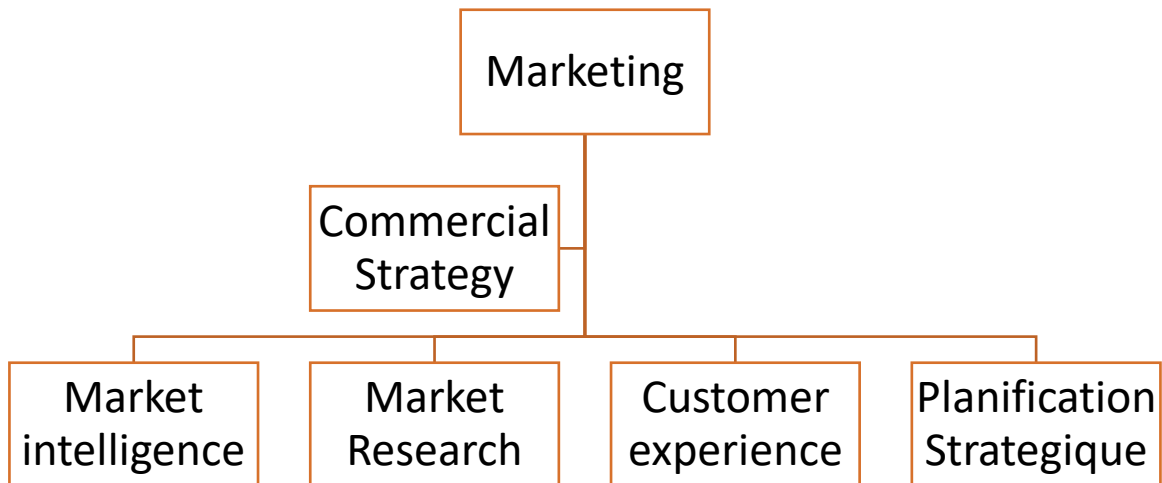 Marketing
Commercial
Strategy
Market
intelligence
Market
Research
Customer
experience
Planification
Strategique